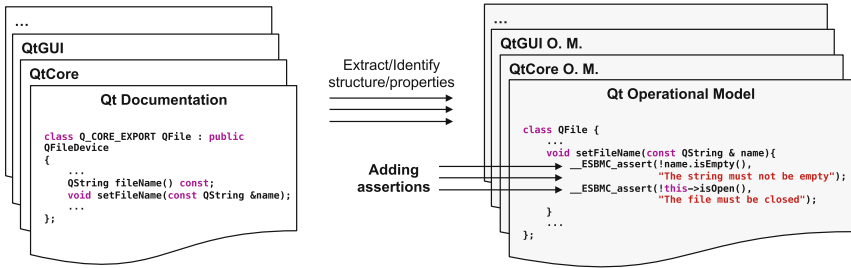 ...
QtGUI
QtCore
Qt Documentation
class Q_CORE_EXPORT QFile : public
QFileDevice
{
...
QString fileName() const;
void setFileName(const QString &name);
...
};
Extract/Identify
structure/properties
Adding
assertions
...
QtGUI O. M.
QtCore O. M.
Qt Operational Model
class QFile {
...
void setFileName(const QString & name){
__ESBMC_assert(!name.isEmpty(),
"The string must not be empty");
__ESBMC_assert(!this->isOpen(),
"The file must be closed");
}
...
};